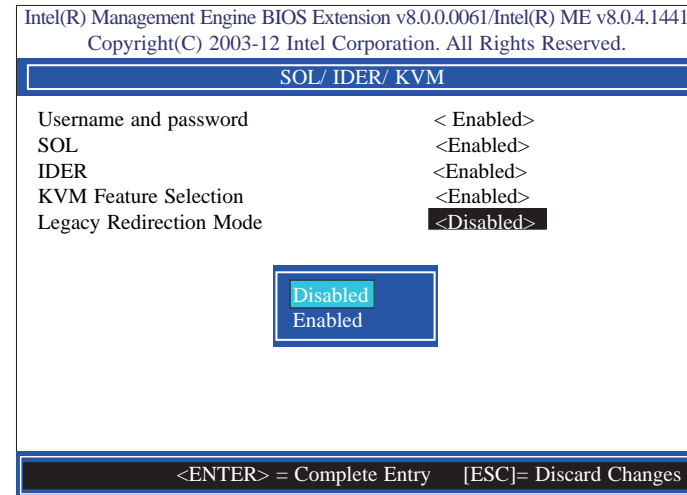 Intel(R) Management Engine BIOS Extension v8.0.0.0061/Intel(R) ME v8.0.4.1441
Copyright(C) 2003-12 Intel Corporation. All Rights Reserved.
SOL/ IDER/ KVM
Username and password < Enabled>
SOL <Enabled>
IDER <Enabled>
KVM Feature Selection <Enabled>
Legacy Redirection Mode <Disabled>
Disabled
Enabled
<ENTER> = Complete Entry [ESC]= Discard Changes